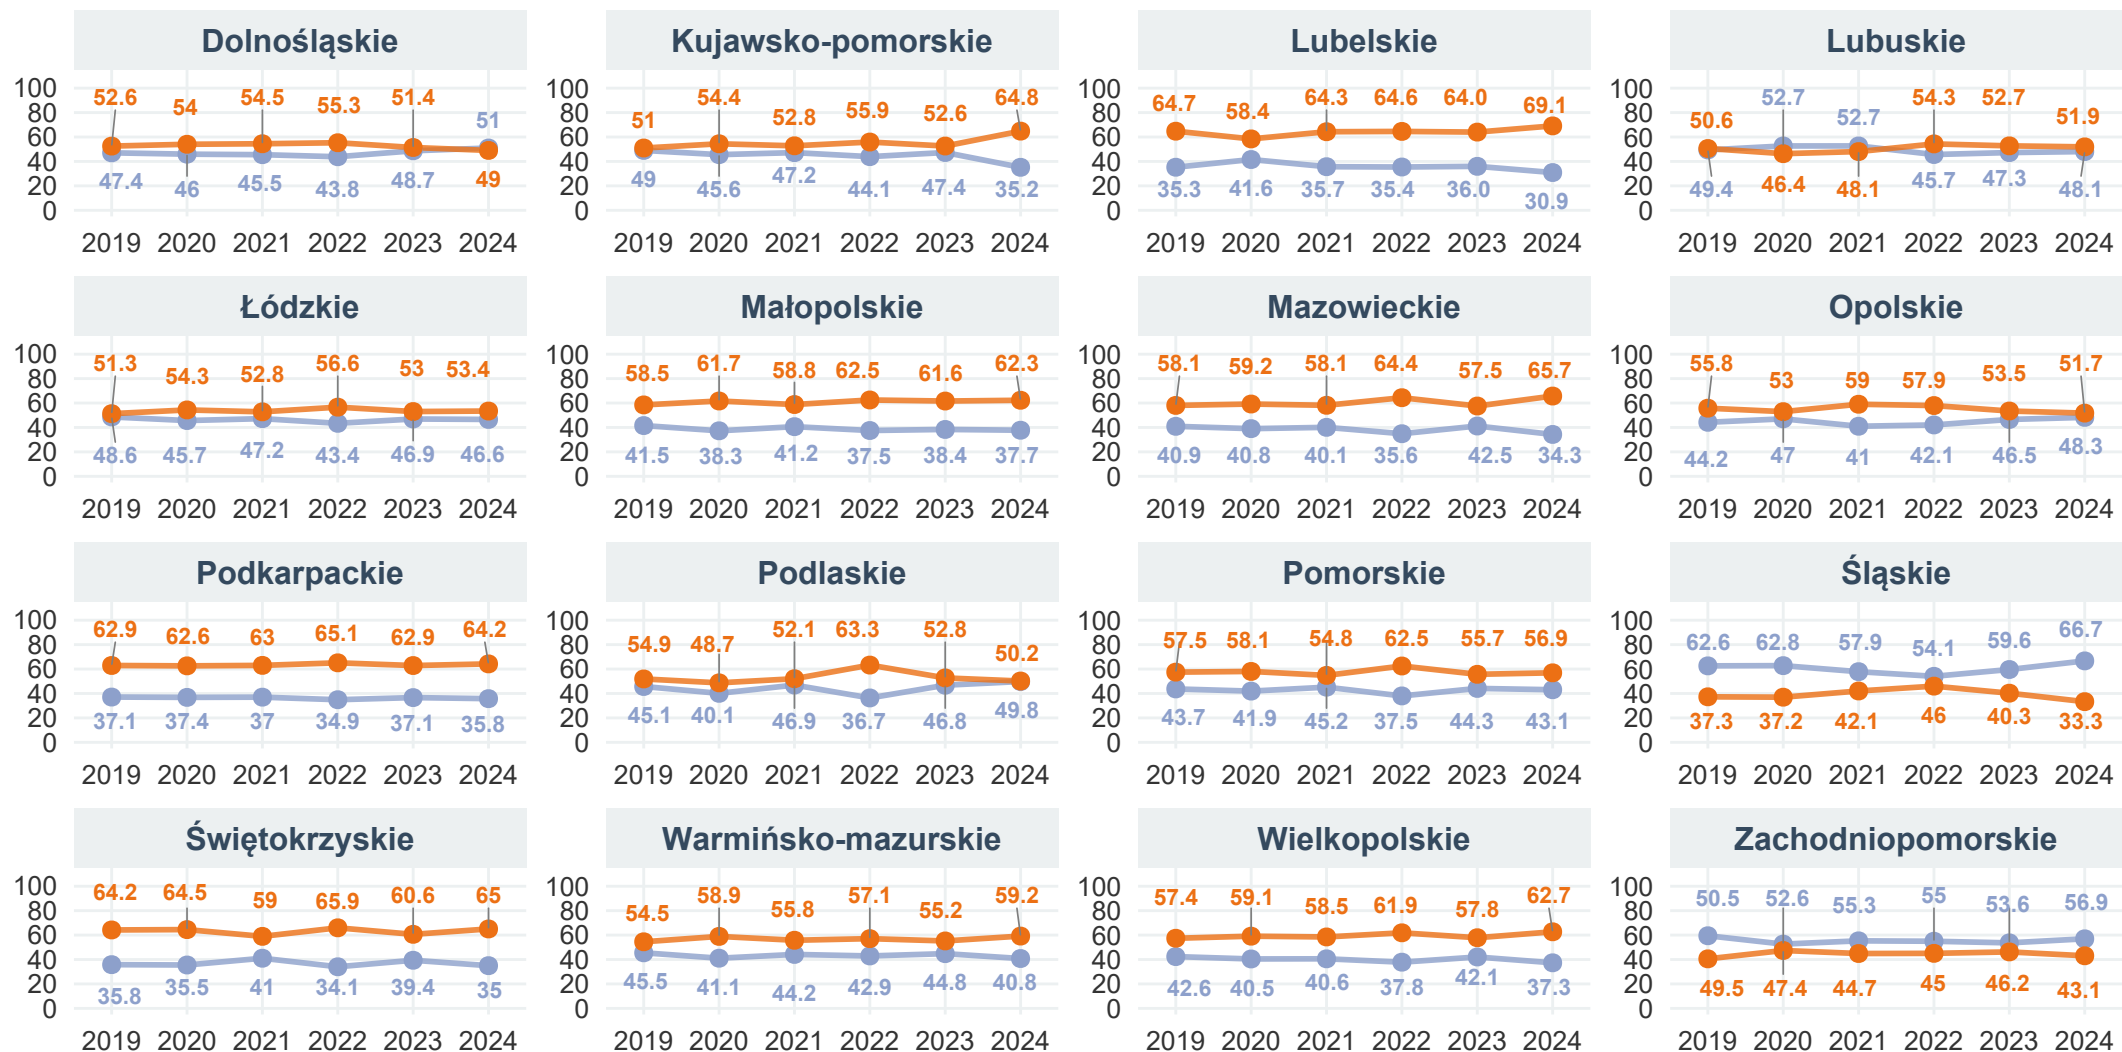 Dolnośląskie Kujawsko-pomorskie Lubelskie Lubuskie
100
80
60
40
20
0
52.6 54 54.5 55.3 51.4 51
47.4 46 45.5 43.8 48.7 49
2019 2020 2021 2022 2023 2024
100
80
60
40
20
0
51 54.4 52.8 55.9 52.6 64.8
49 45.6 47.2 44.1 47.4 35.2
2019 2020 2021 2022 2023 2024
100
80
60
40
20
0
64.7 58.4 64.3 64.6 64.0 69.1
35.3 41.6 35.7 35.4 36.0 30.9
2019 2020 2021 2022 2023 2024
100
80
60
40
20
0
50.6 52.7 52.7 54.3 52.7 51.9
49.4 46.4 48.1 45.7 47.3 48.1
2019 2020 2021 2022 2023 2024
Łódzkie Małopolskie Mazowieckie Opolskie
100
80
60
40
20
0
51.3 54.3 52.8 56.6 53 53.4
48.6 45.7 47.2 43.4 46.9 46.6
2019 2020 2021 2022 2023 2024
100
80
60
40
20
0
58.5 61.7 58.8 62.5 61.6 62.3
41.5 38.3 41.2 37.5 38.4 37.7
2019 2020 2021 2022 2023 2024
100
80
60
40
20
0
58.1 59.2 58.1 64.4 57.5 65.7
40.9 40.8 40.1 35.6 42.5 34.3
2019 2020 2021 2022 2023 2024
100
80
60
40
20
0
55.8 53 59 57.9 53.5 51.7
44.2 47 41 42.1 46.5 48.3
2019 2020 2021 2022 2023 2024
Podkarpackie Podlaskie Pomorskie Śląskie
100
80
60
40
20
0
62.9 62.6 63 65.1 62.9 64.2
37.1 37.4 37 34.9 37.1 35.8
2019 2020 2021 2022 2023 2024
100
80
60
40
20
0
54.9 48.7 52.1 63.3 52.8 50.2
45.1 40.1 46.9 36.7 46.8 49.8
2019 2020 2021 2022 2023 2024
100
80
60
40
20
0
57.5 58.1 54.8 62.5 55.7 56.9
43.7 41.9 45.2 37.5 44.3 43.1
2019 2020 2021 2022 2023 2024
100
80
60
40
20
0
62.6 62.8 57.9 54.1 59.6 66.7
37.3 37.2 42.1 46 40.3 33.3
2019 2020 2021 2022 2023 2024
Świętokrzyskie Warmińsko-mazurskie Wielkopolskie Zachodniopomorskie
100
80
60
40
20
0
64.2 64.5 59 65.9 60.6 65
35.8 35.5 41 34.1 39.4 35
2019 2020 2021 2022 2023 2024
100
80
60
40
20
0
54.5 58.9 55.8 57.1 55.2 59.2
45.5 41.1 44.2 42.9 44.8 40.8
2019 2020 2021 2022 2023 2024
100
80
60
40
20
0
57.4 59.1 58.5 61.9 57.8 62.7
42.6 40.5 40.6 37.8 42.1 37.3
2019 2020 2021 2022 2023 2024
100
80
60
40
20
0
50.5 52.6 55.3 55 53.6 56.9
49.5 47.4 44.7 45 46.2 43.1
2019 2020 2021 2022 2023 2024